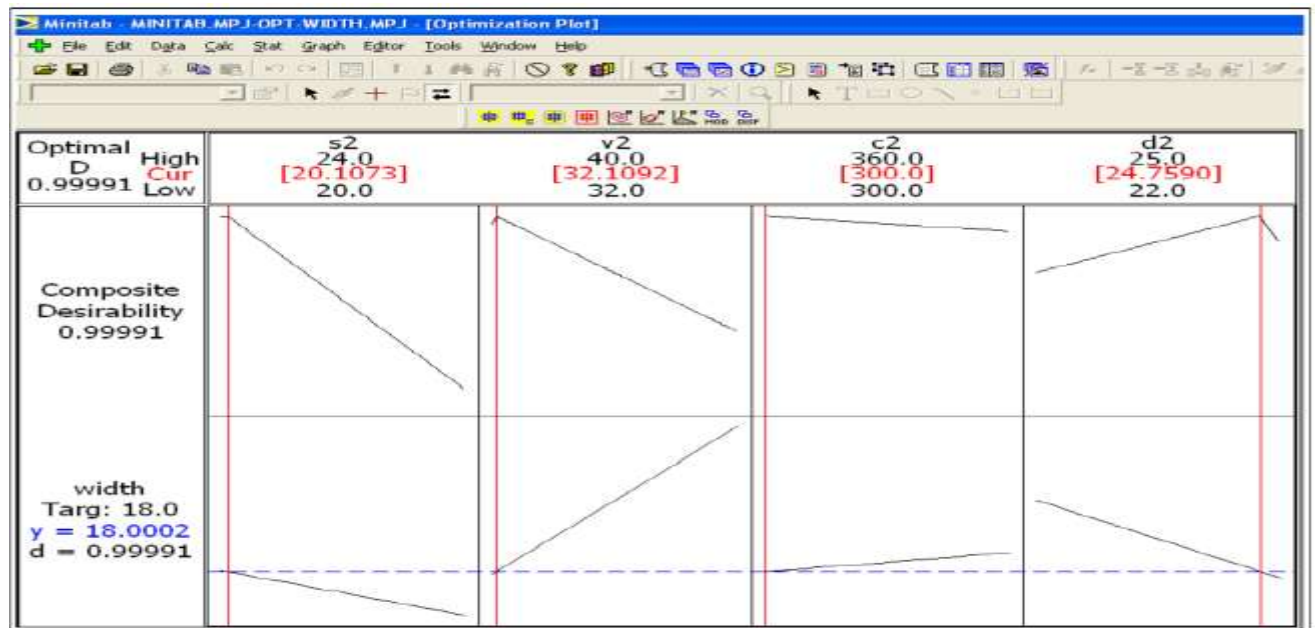 Minitab - MINITAB.MPJ-OPT-WIDTH.MPJ - [Optimization Plot]
File Edit Data Calc Stat Graph Editor Tools Window Help
Optimal
D
0.99991
High
Cur
Low
s2
24.0
[20.1073]
20.0
v2
40.0
[32.1092]
32.0
c2
360.0
[300.0]
300.0
d2
25.0
[24.7590]
22.0
Composite
Desirability
0.99991
width
Targ: 18.0
y = 18.0002
d = 0.99991